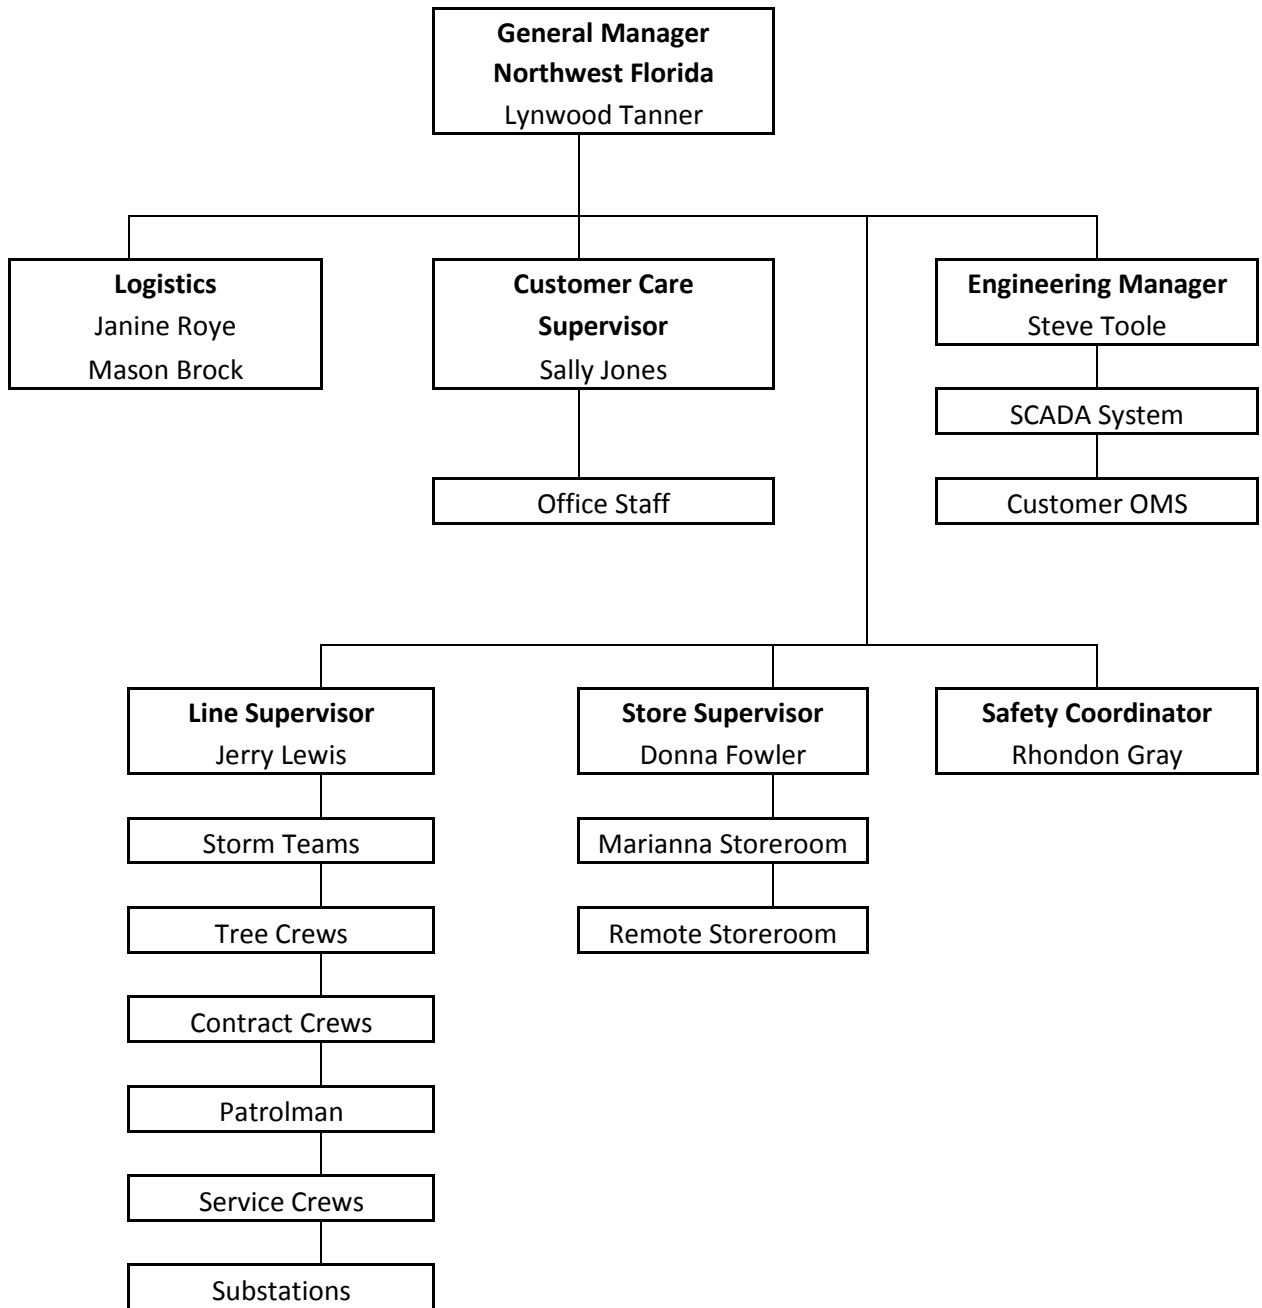 General Manager
Northwest Florida
Lynwood Tanner
Logistics
Janine Roye
Mason Brock
Customer Care
Supervisor
Sally Jones
Engineering Manager
Steve Toole
SCADA System
Office Staff
Customer OMS
Line Supervisor
Jerry Lewis
Store Supervisor
Donna Fowler
Safety Coordinator
Rhondon Gray
Storm Teams
Marianna Storeroom
Tree Crews
Remote Storeroom
Contract Crews
Patrolman
Service Crews
Substations